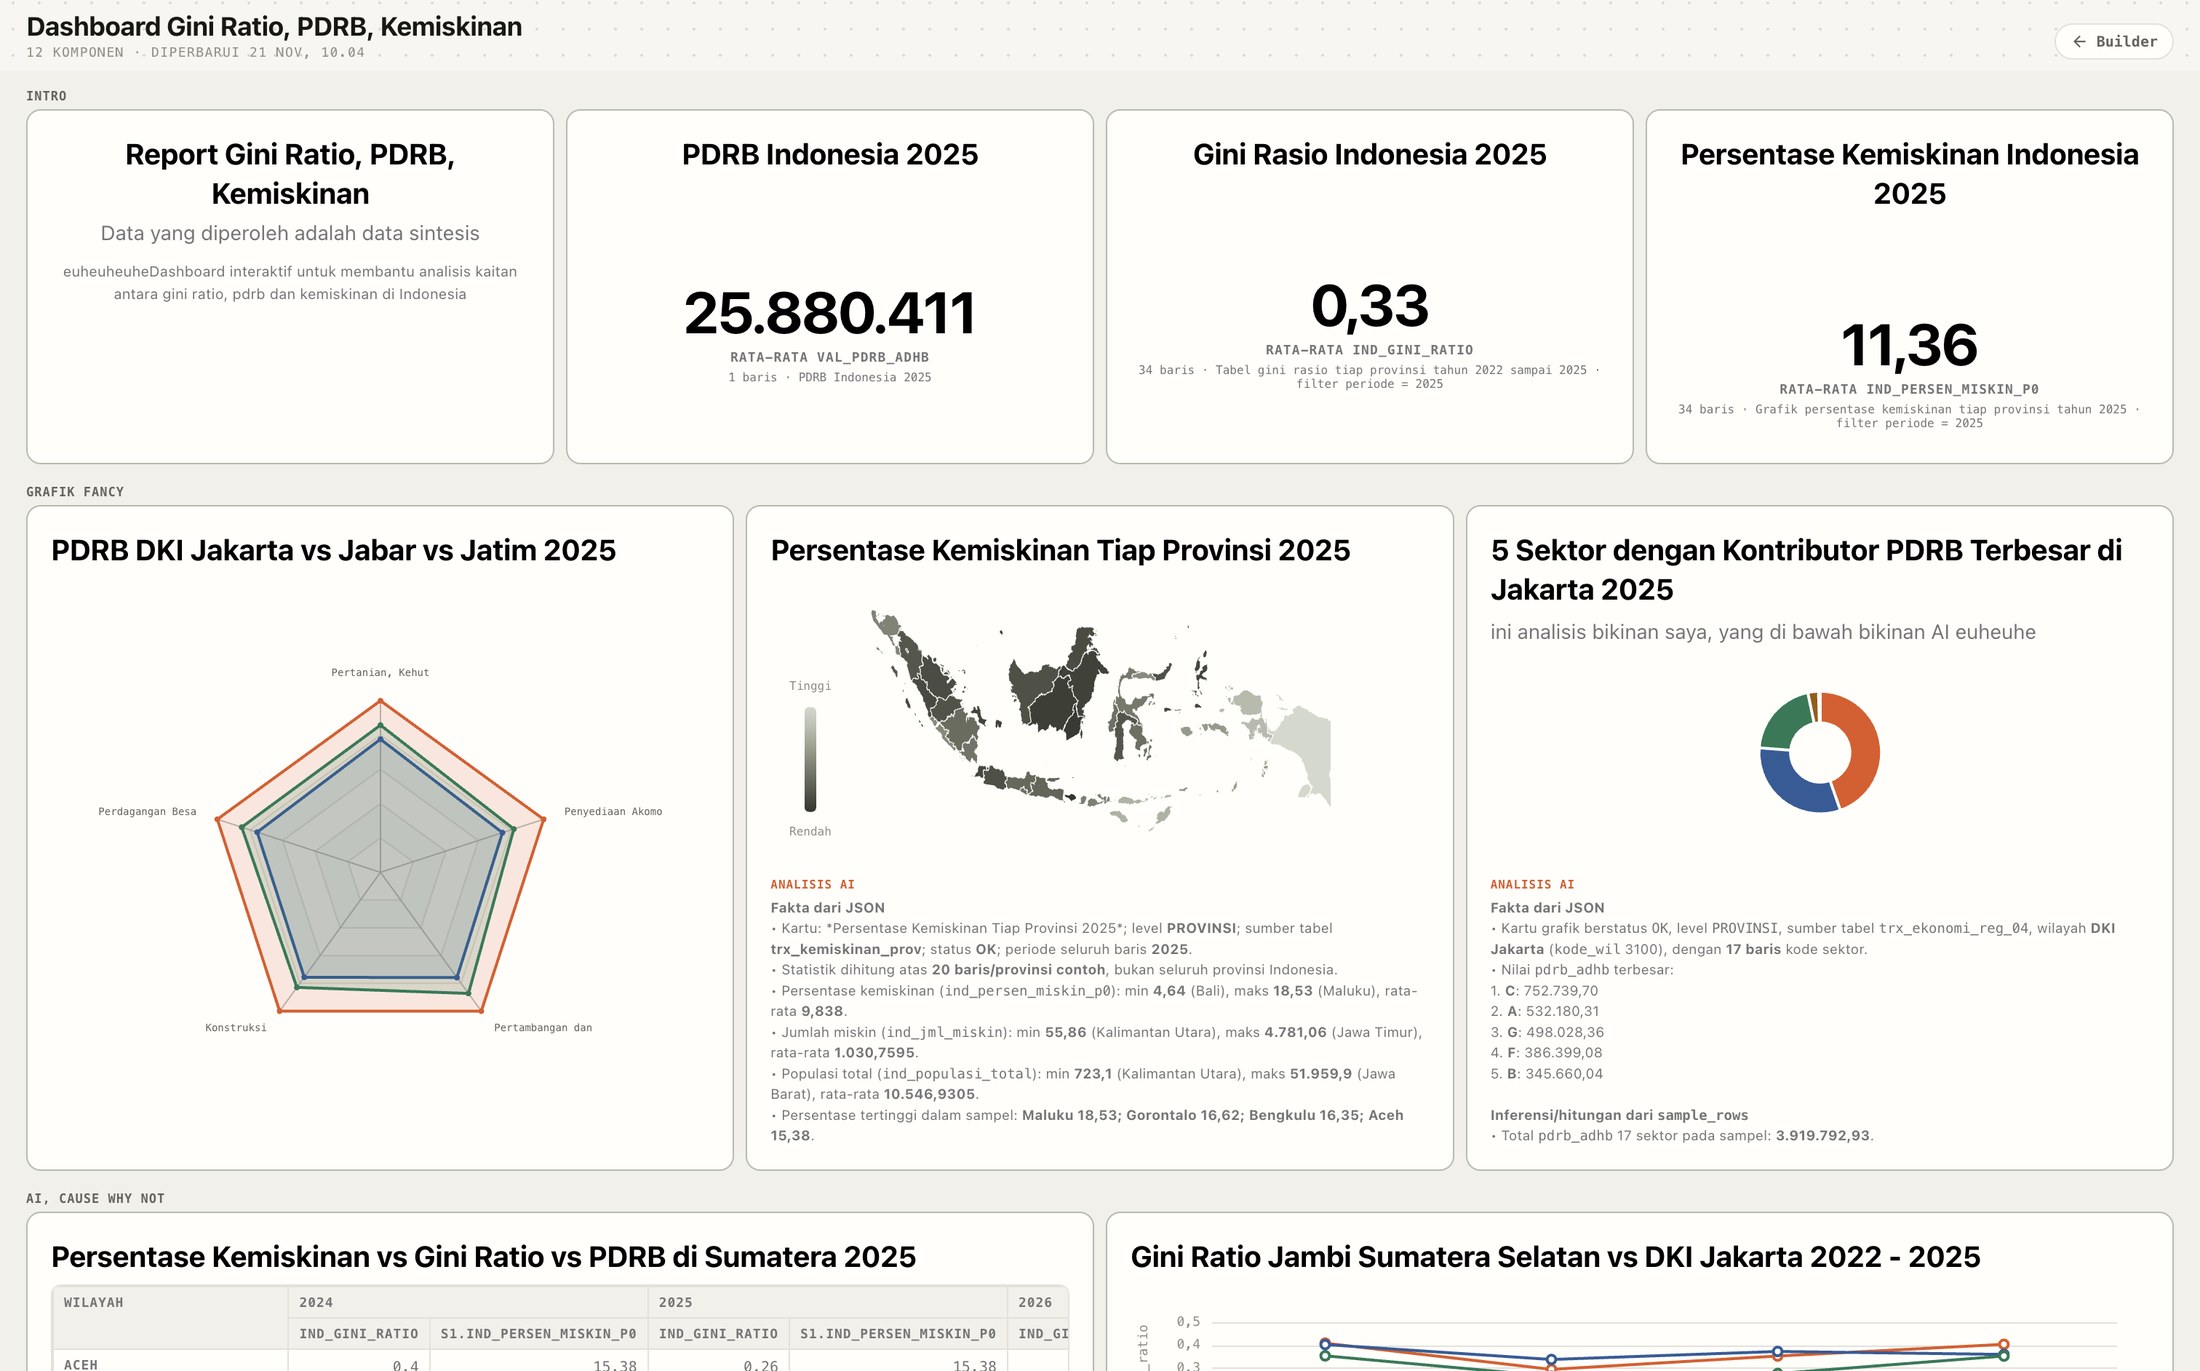 Dashboard Gini Ratio, PDRB, Kemiskinan
12 KOMPONEN · DIPERBARUI 21 NOV, 10.04
← Builder
INTRO
Report Gini Ratio, PDRB,
Kemiskinan
Data yang diperoleh adalah data sintesis
euheuheuheDashboard interaktif untuk membantu analisis kaitan
antara gini ratio, pdrb dan kemiskinan di Indonesia
PDRB Indonesia 2025
25.880.411
RATA-RATA VAL_PDRB_ADHB
1 baris · PDRB Indonesia 2025
Gini Rasio Indonesia 2025
0,33
RATA-RATA IND_GINI_RATIO
34 baris · Tabel gini rasio tiap provinsi tahun 2022 sampai 2025 ·
filter periode = 2025
Persentase Kemiskinan Indonesia
2025
11,36
RATA-RATA IND_PERSEN_MISKIN_P0
34 baris · Grafik persentase kemiskinan tiap provinsi tahun 2025 ·
filter periode = 2025
GRAFIK FANCY
PDRB DKI Jakarta vs Jabar vs Jatim 2025
Pertanian, Kehut
Perdagangan Besa
Penyediaan Akomo
Konstruksi
Pertambangan dan
Persentase Kemiskinan Tiap Provinsi 2025
Tinggi
Rendah
ANALISIS AI
Fakta dari JSON
• Kartu: *Persentase Kemiskinan Tiap Provinsi 2025*; level PROVINSI; sumber tabel
trx_kemiskinan_prov; status OK; periode seluruh baris 2025.
• Statistik dihitung atas 20 baris/provinsi contoh, bukan seluruh provinsi Indonesia.
• Persentase kemiskinan (ind_persen_miskin_p0): min 4,64 (Bali), maks 18,53 (Maluku), rata-
rata 9,838.
• Jumlah miskin (ind_jml_miskin): min 55,86 (Kalimantan Utara), maks 4.781,06 (Jawa Timur),
rata-rata 1.030,7595.
• Populasi total (ind_populasi_total): min 723,1 (Kalimantan Utara), maks 51.959,9 (Jawa
Barat), rata-rata 10.546,9305.
• Persentase tertinggi dalam sampel: Maluku 18,53; Gorontalo 16,62; Bengkulu 16,35; Aceh
15,38.
5 Sektor dengan Kontributor PDRB Terbesar di
Jakarta 2025
ini analisis bikinan saya, yang di bawah bikinan AI euheuhe
ANALISIS AI
Fakta dari JSON
• Kartu grafik berstatus OK, level PROVINSI, sumber tabel trx_ekonomi_reg_04, wilayah DKI
Jakarta (kode_wil 3100), dengan 17 baris kode sektor.
• Nilai pdrb_adhb terbesar:
1. C: 752.739,70
2. A: 532.180,31
3. G: 498.028,36
4. F: 386.399,08
5. B: 345.660,04
Inferensi/hitungan dari sample_rows
• Total pdrb_adhb 17 sektor pada sampel: 3.919.792,93.
AI, CAUSE WHY NOT
Persentase Kemiskinan vs Gini Ratio vs PDRB di Sumatera 2025
WILAYAH 2024 2025 2026
IND_GINI_RATIO S1.IND_PERSEN_MISKIN_P0 IND_GINI_RATIO S1.IND_PERSEN_MISKIN_P0 IND_GI
ACEH 0.4 15.38 0.26 15.38
Gini Ratio Jambi Sumatera Selatan vs DKI Jakarta 2022 - 2025
0,5
0,4
0,3
_ratio